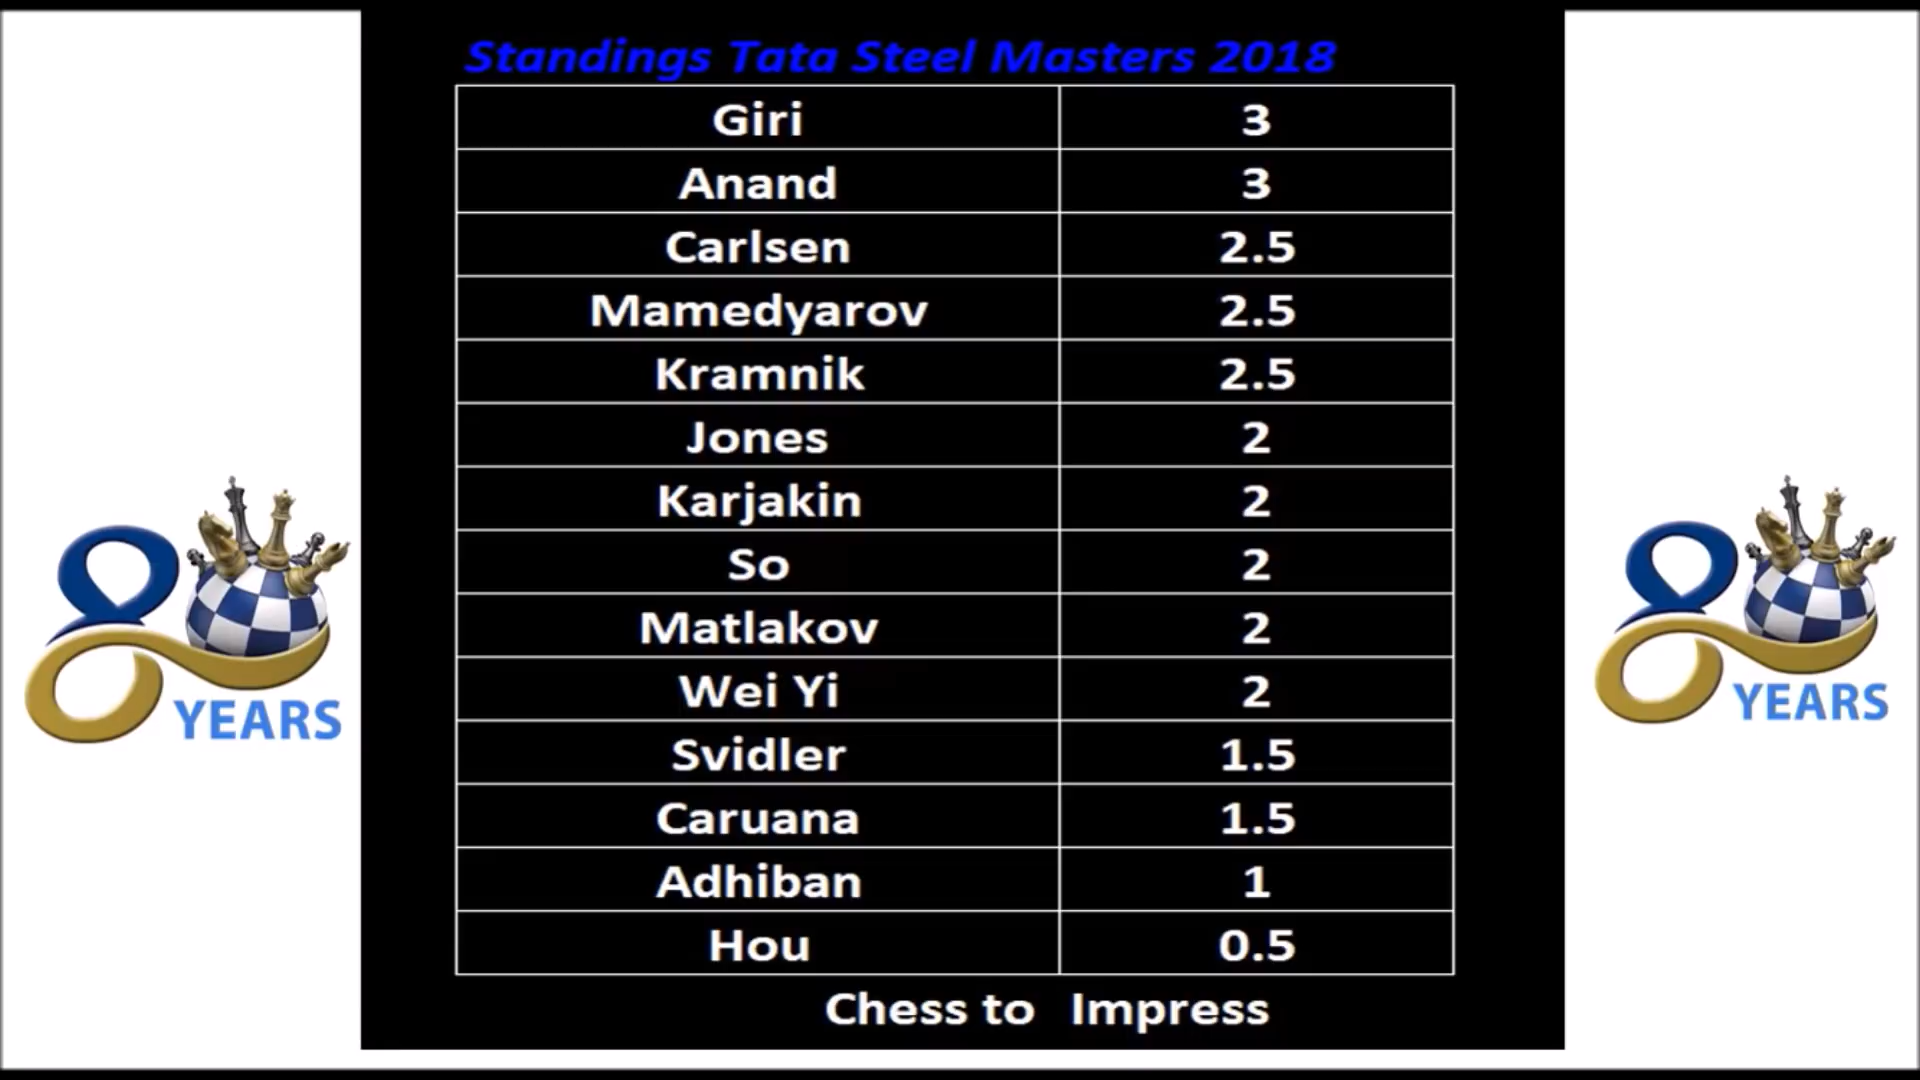 Standings Tata Steel Masters 2018
Giri 3
Anand 3
Carlsen 2.5
Mamedyarov 2.5
Kramnik 2.5
Jones 2
Karjakin 2
So 2
Matlakov 2
Wei Yi 2
Svidler 1.5
Caruana 1.5
Adhiban 1
Hou 0.5
Chess to Impress
80 YEARS
80 YEARS